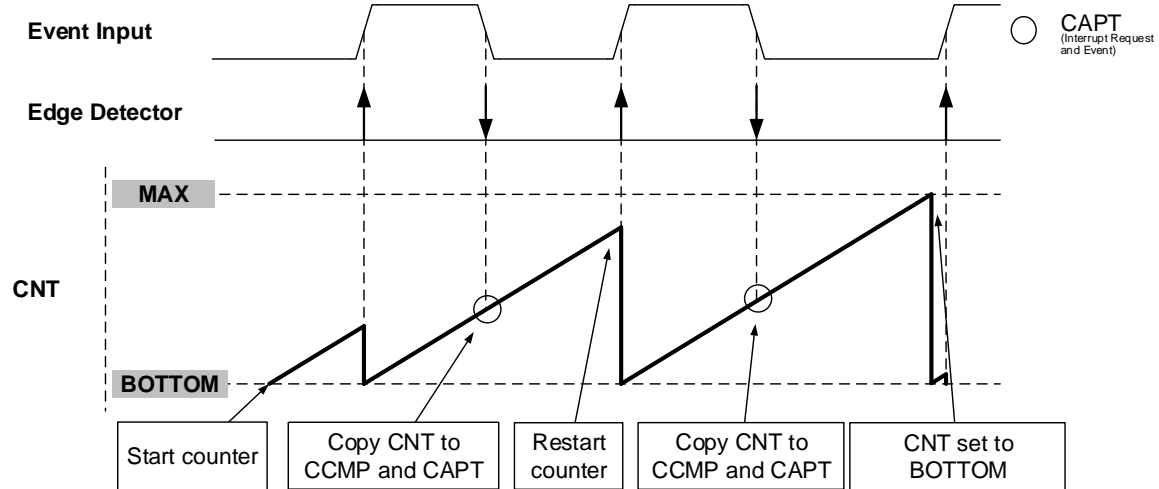 Event Input
CAPT
(Interrupt Request
and Event)
Edge Detector
MAX
CNT
BOTTOM
Start counter
Copy CNT to
CCMP and CAPT
Restart
counter
Copy CNT to
CCMP and CAPT
CNT set to
BOTTOM